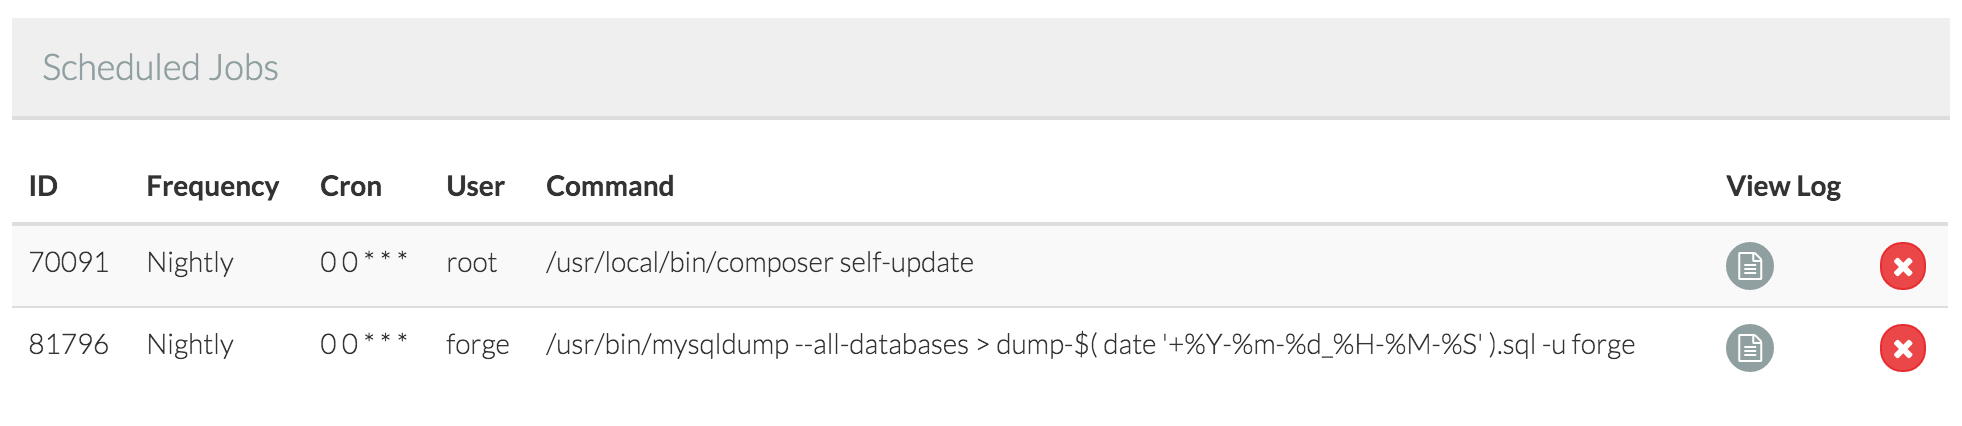 Scheduled Jobs
ID Frequency Cron User Command View Log
70091 Nightly 0 0 * * * root /usr/local/bin/composer self-update
81796 Nightly 0 0 * * * forge /usr/bin/mysqldump --all-databases > dump-$( date '+%Y-%m-%d_%H-%M-%S' ).sql -u forge